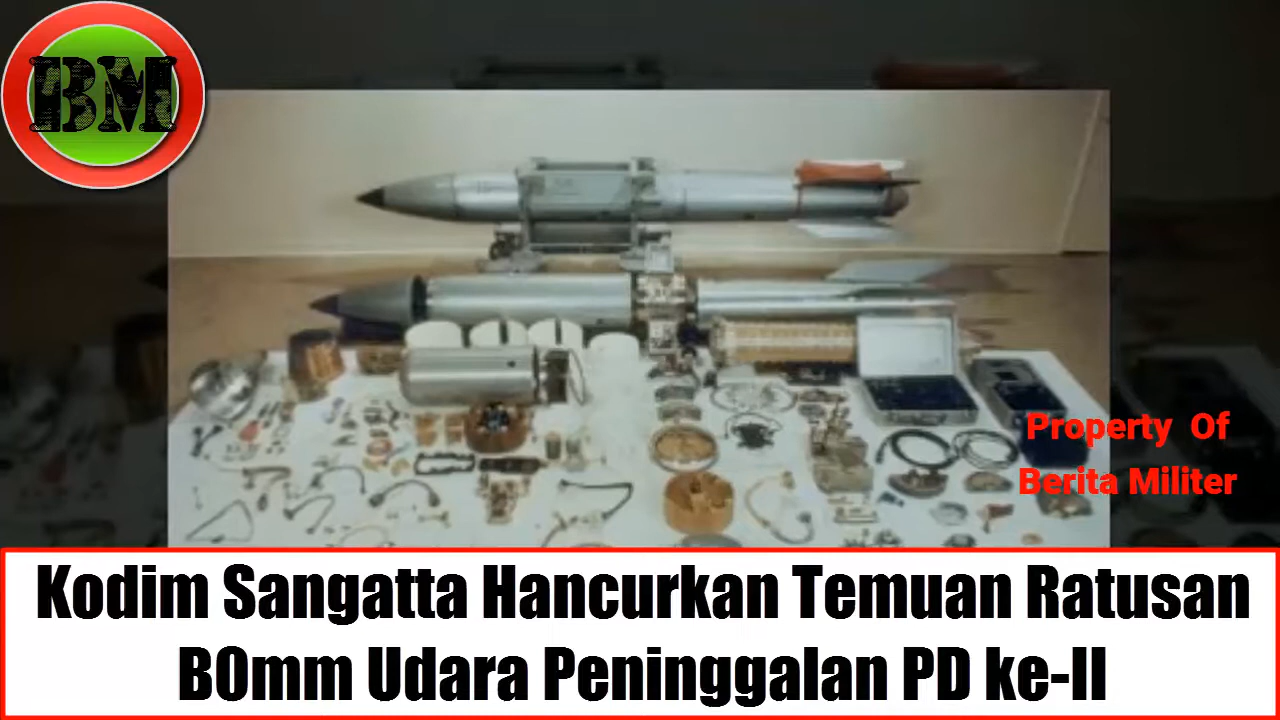 BM
Property Of
Berita Militer
Kodim Sangatta Hancurkan Temuan Ratusan
BOmm Udara Peninggalan PD ke-II